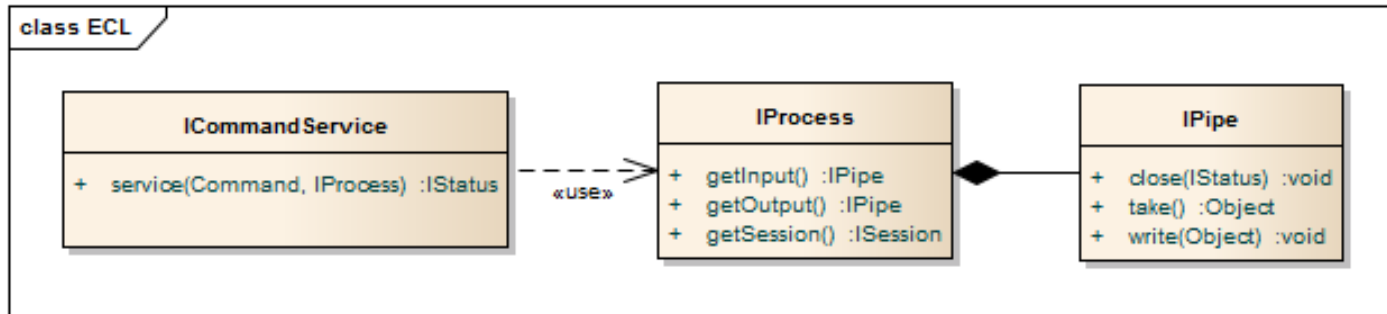 class ECL
ICommandService
+ service(Command, IProcess) :IStatus
«use»
IProcess
+ getInput() :IPipe
+ getOutput() :IPipe
+ getSession() :ISession
IPipe
+ close(IStatus) :void
+ take() :Object
+ write(Object) :void